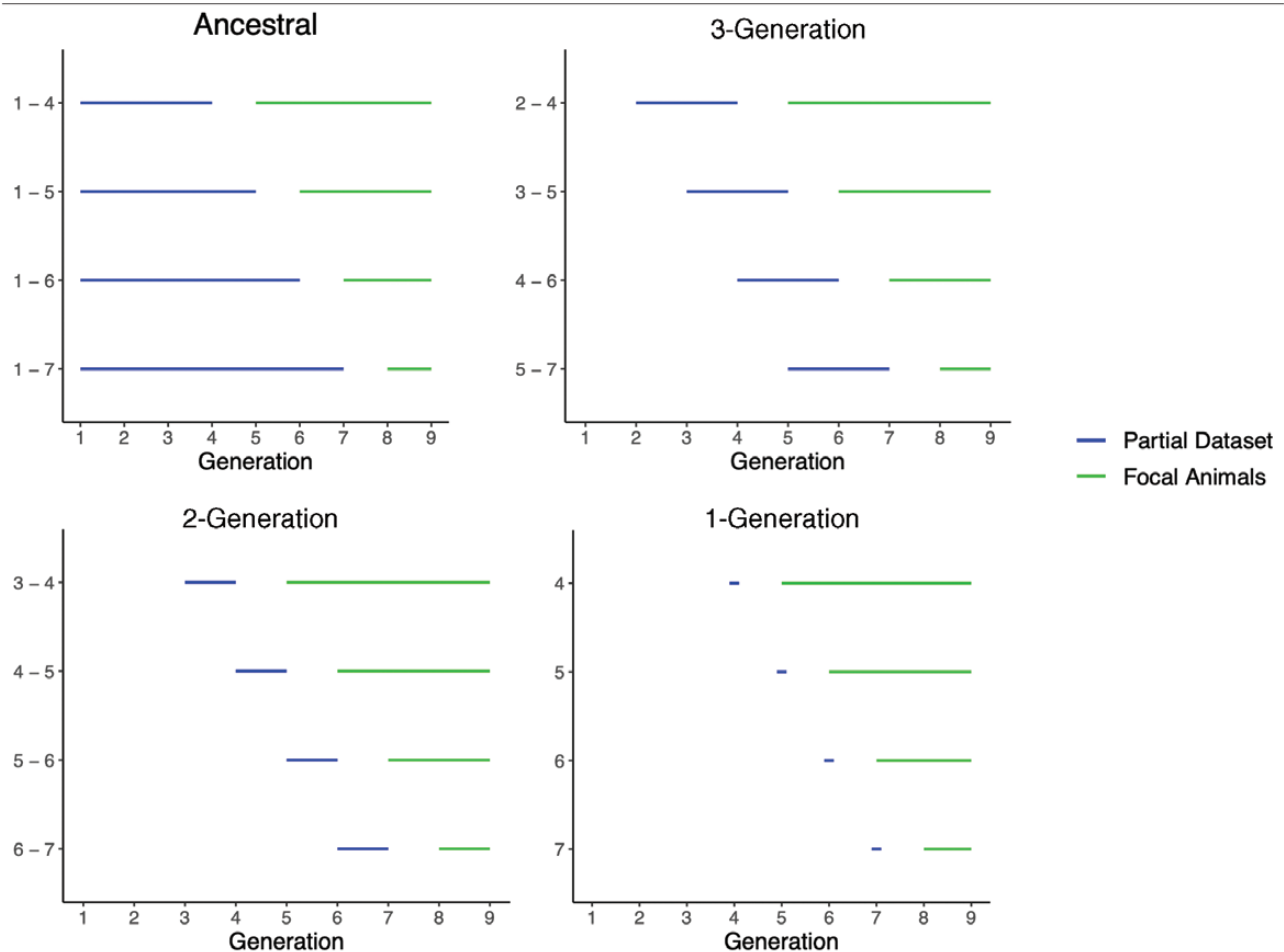 Ancestral
1 – 4
1 – 5
1 – 6
1 – 7
1 2 3 4 5 6 7 8 9
Generation
3-Generation
2 – 4
3 – 5
4 – 6
5 – 7
1 2 3 4 5 6 7 8 9
Generation
Partial Dataset
Focal Animals
2-Generation
3 – 4
4 – 5
5 – 6
6 – 7
1 2 3 4 5 6 7 8 9
Generation
1-Generation
4
5
6
7
1 2 3 4 5 6 7 8 9
Generation